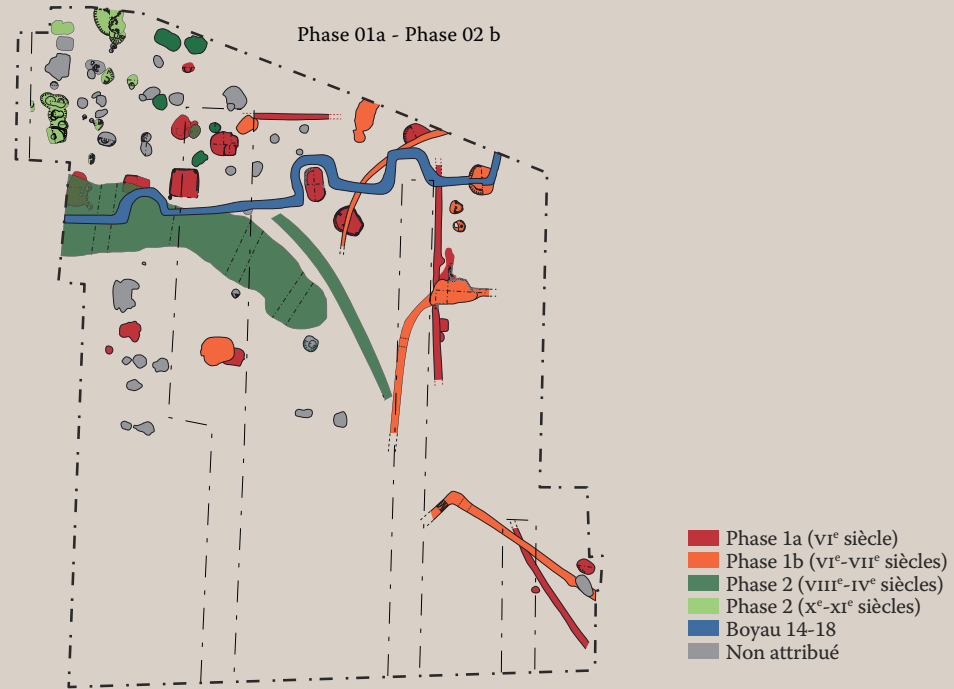 Phase 01a - Phase 02 b
Phase 1a (VIᵉ siècle)
Phase 1b (VIᵉ-VIIᵉ siècles)
Phase 2 (VIIIᵉ-IVᵉ siècles)
Phase 2 (Xᵉ-XIᵉ siècles)
Boyau 14-18
Non attribué